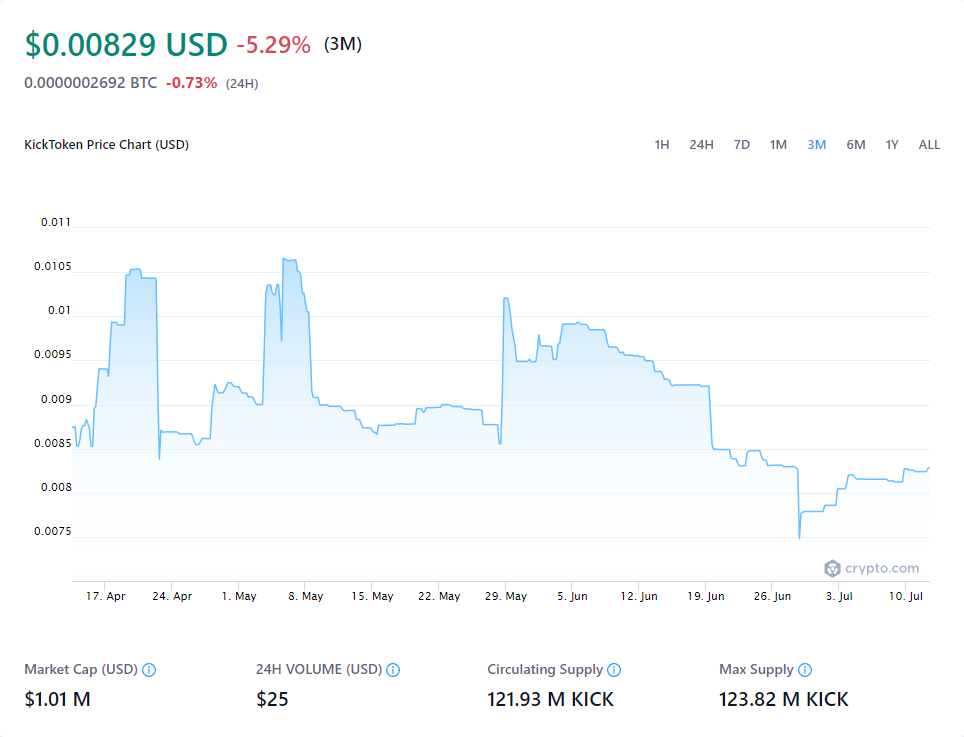 $0.00829 USD -5.29% (3M)
0.0000002692 BTC -0.73% (24H)
KickToken Price Chart (USD) 1H 24H 7D 1M 3M 6M 1Y ALL
0.011
0.0105
0.01
0.0095
0.009
0.0085
0.008
0.0075
crypto.com
17. Apr 24. Apr 1. May 8. May 15. May 22. May 29. May 5. Jun 12. Jun 19. Jun 26. Jun 3. Jul 10. Jul
Market Cap (USD) 24H VOLUME (USD) Circulating Supply Max Supply
$1.01 M $25 121.93 M KICK 123.82 M KICK